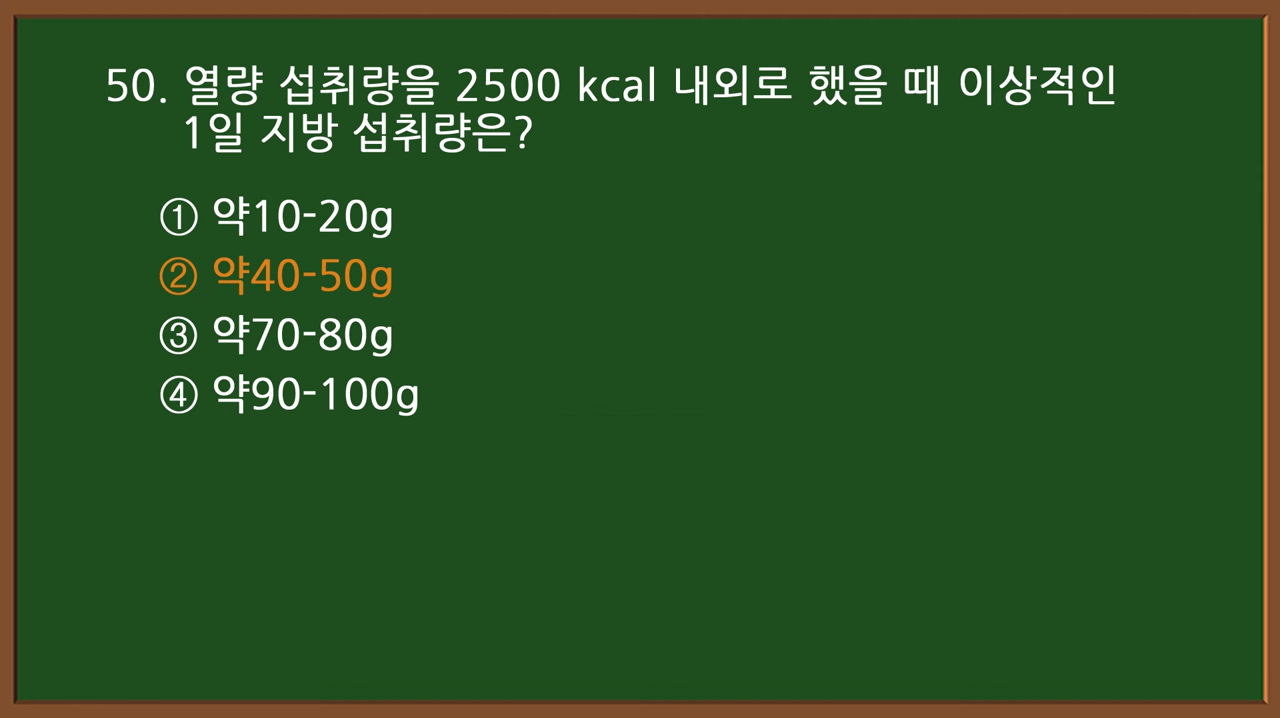 50. 열량 섭취량을 2500 kcal 내외로 했을 때 이상적인
1일 지방 섭취량은?
① 약10-20g
② 약40-50g
③ 약70-80g
④ 약90-100g